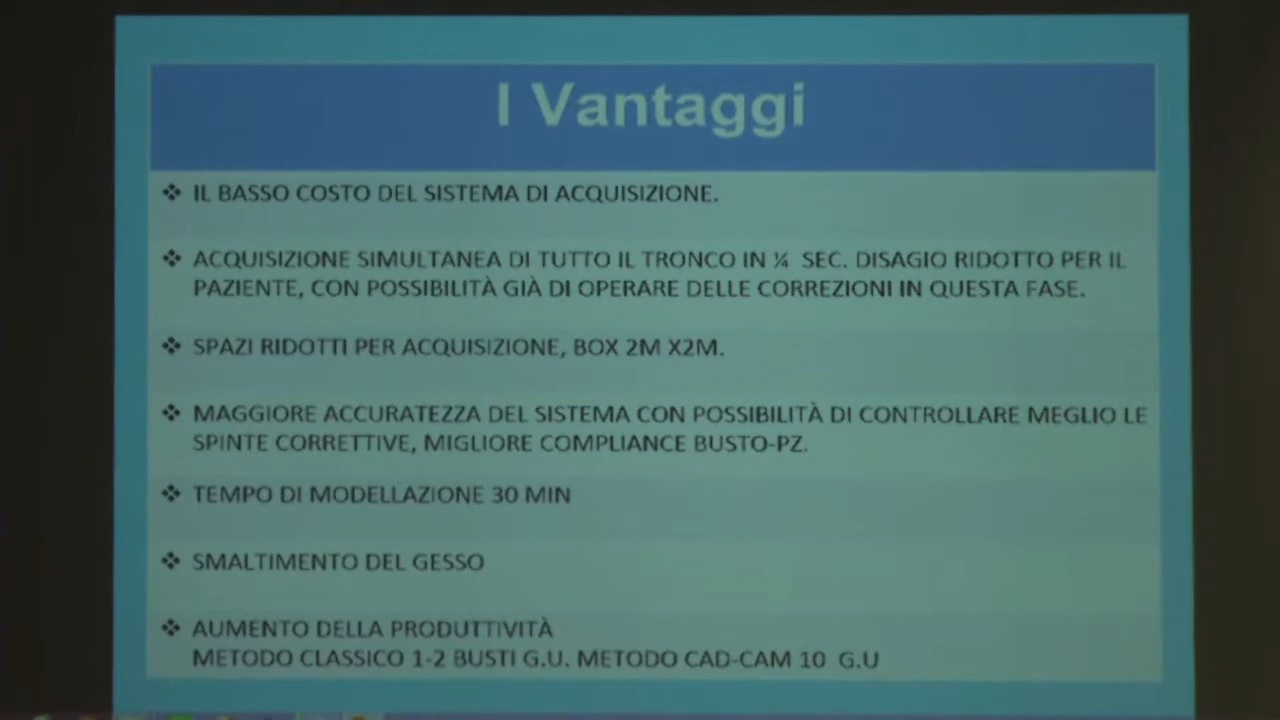 I Vantaggi
❖ IL BASSO COSTO DEL SISTEMA DI ACQUISIZIONE.
❖ ACQUISIZIONE SIMULTANEA DI TUTTO IL TRONCO IN ¼ SEC. DISAGIO RIDOTTO PER IL
PAZIENTE, CON POSSIBILITÀ GIÀ DI OPERARE DELLE CORREZIONI IN QUESTA FASE.
❖ SPAZI RIDOTTI PER ACQUISIZIONE, BOX 2M X2M.
❖ MAGGIORE ACCURATEZZA DEL SISTEMA CON POSSIBILITÀ DI CONTROLLARE MEGLIO LE
SPINTE CORRETTIVE, MIGLIORE COMPLIANCE BUSTO-PZ.
❖ TEMPO DI MODELLAZIONE 30 MIN
❖ SMALTIMENTO DEL GESSO
❖ AUMENTO DELLA PRODUTTIVITÀ
METODO CLASSICO 1-2 BUSTI G.U. METODO CAD-CAM 10 G.U